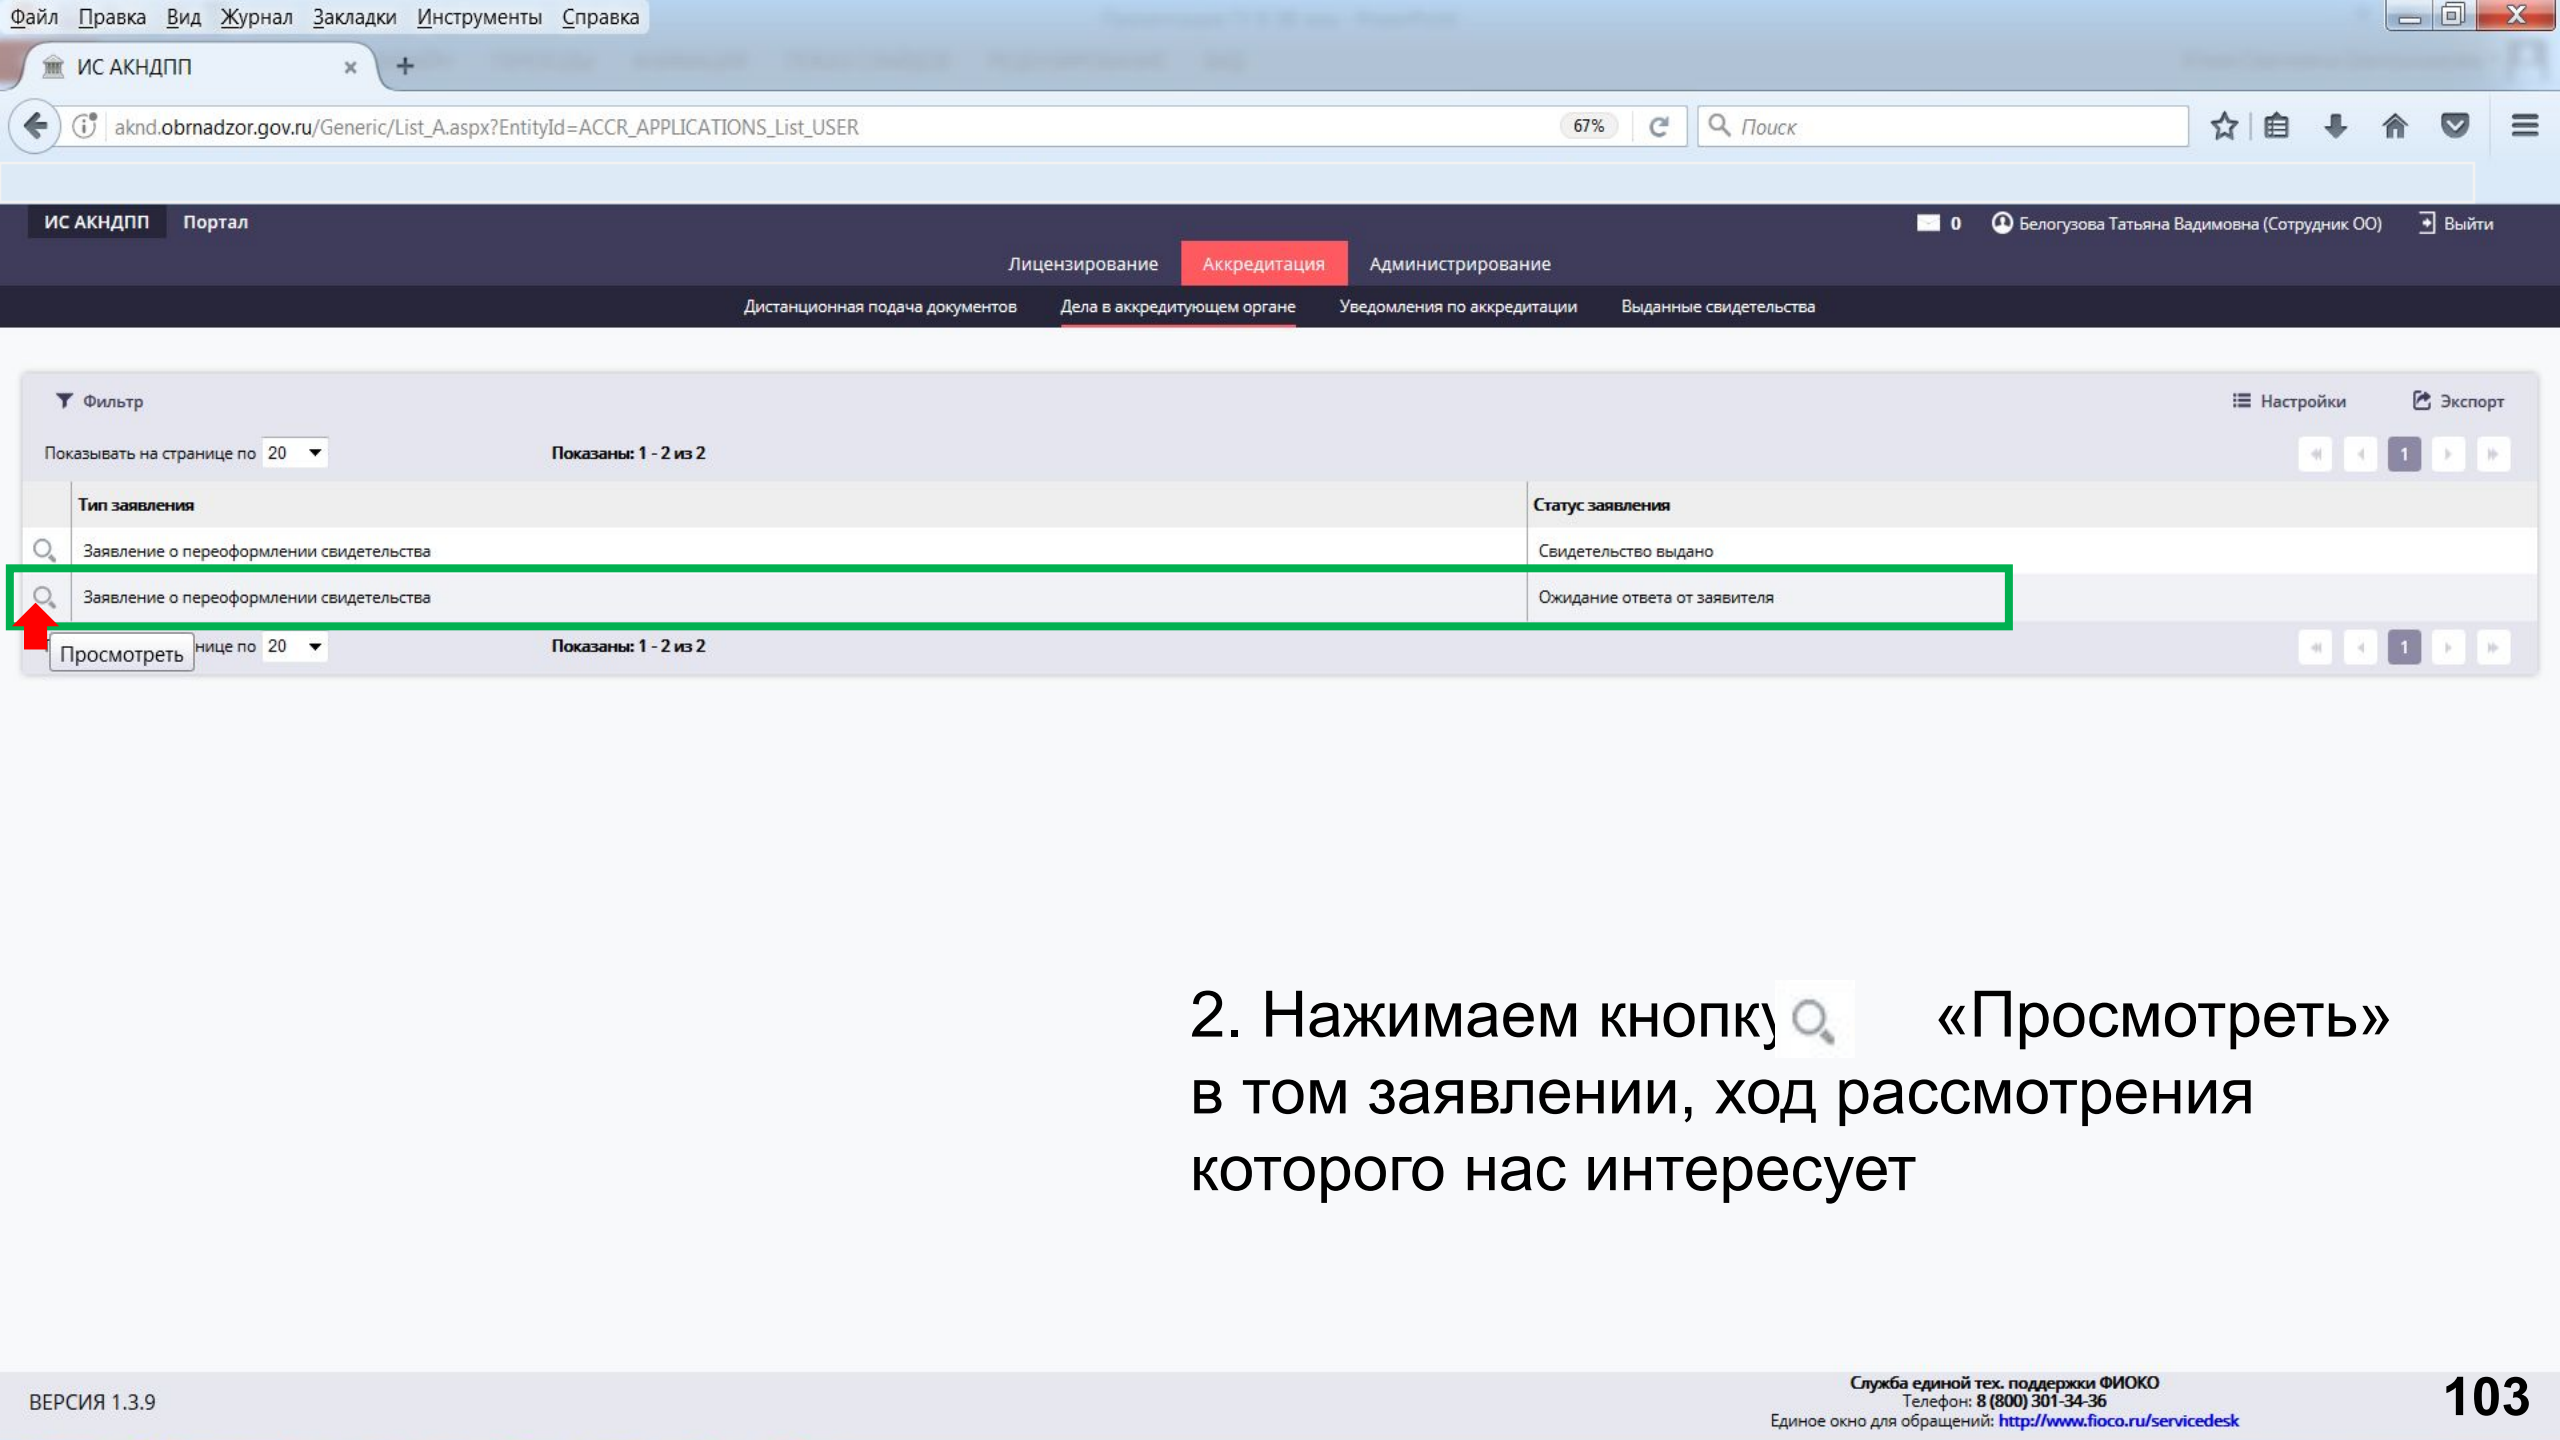 Файл Правка Вид Журнал Закладки Инструменты Справка
ИС АКНДПП
aknd.obrnadzor.gov.ru/Generic/List_A.aspx?EntityId=ACCR_APPLICATIONS_List_USER 67% Поиск
ИС АКНДПП Портал 0 Белогузова Татьяна Вадимовна (Сотрудник ОО) Выйти
Лицензирование Аккредитация Администрирование
Дистанционная подача документов Дела в аккредитующем органе Уведомления по аккредитации Выданные свидетельства
Фильтр Настройки Экспорт
Показывать на странице по 20 Показаны: 1 - 2 из 2 1
Тип заявления Статус заявления
Заявление о переоформлении свидетельства Свидетельство выдано
Заявление о переоформлении свидетельства Ожидание ответа от заявителя
Просмотреть нице по 20 Показаны: 1 - 2 из 2 1
2. Нажимаем кнопку «Просмотреть»
в том заявлении, ход рассмотрения
которого нас интересует
ВЕРСИЯ 1.3.9
Служба единой тех. поддержки ФИОКО
Телефон: 8 (800) 301-34-36
Единое окно для обращений: http://www.fioco.ru/servicedesk
103